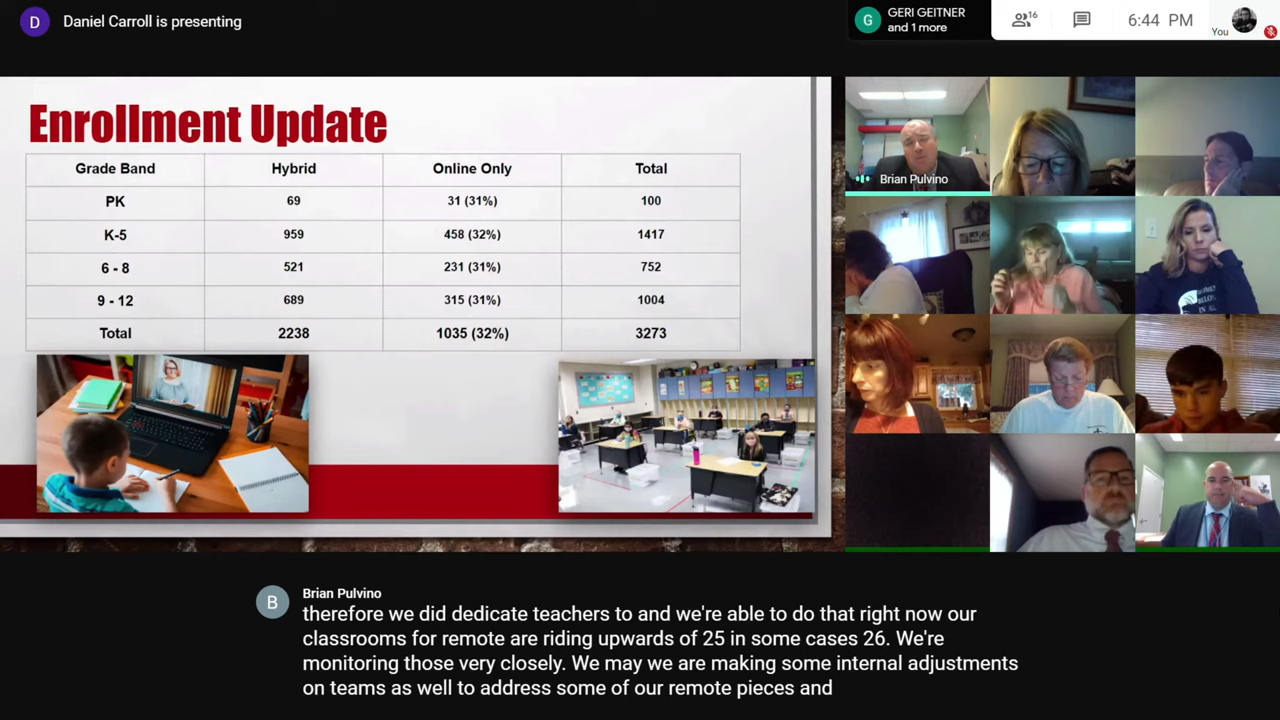 D Daniel Carroll is presenting
G GERI GEITNER
and 1 more
16
6:44 PM
You
Enrollment Update
Grade Band Hybrid Online Only Total
PK 69 31 (31%) 100
K-5 959 458 (32%) 1417
6 - 8 521 231 (31%) 752
9 - 12 689 315 (31%) 1004
Total 2238 1035 (32%) 3273
Brian Pulvino
WOMEN
BELONG
IN ALL
B Brian Pulvino
therefore we did dedicate teachers to and we're able to do that right now our
classrooms for remote are riding upwards of 25 in some cases 26. We're
monitoring those very closely. We may we are making some internal adjustments
on teams as well to address some of our remote pieces and